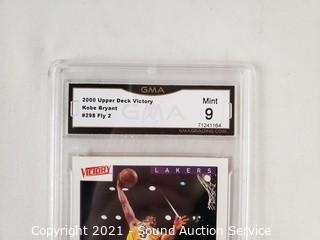 GMA
2000 Upper Deck Victory
Kobe Bryant
#298 Fly 2
Mint
9
71241164
GMAGRADING.COM
VICTORY
LAKERS
Copyright 2021 - Sound Auction Service